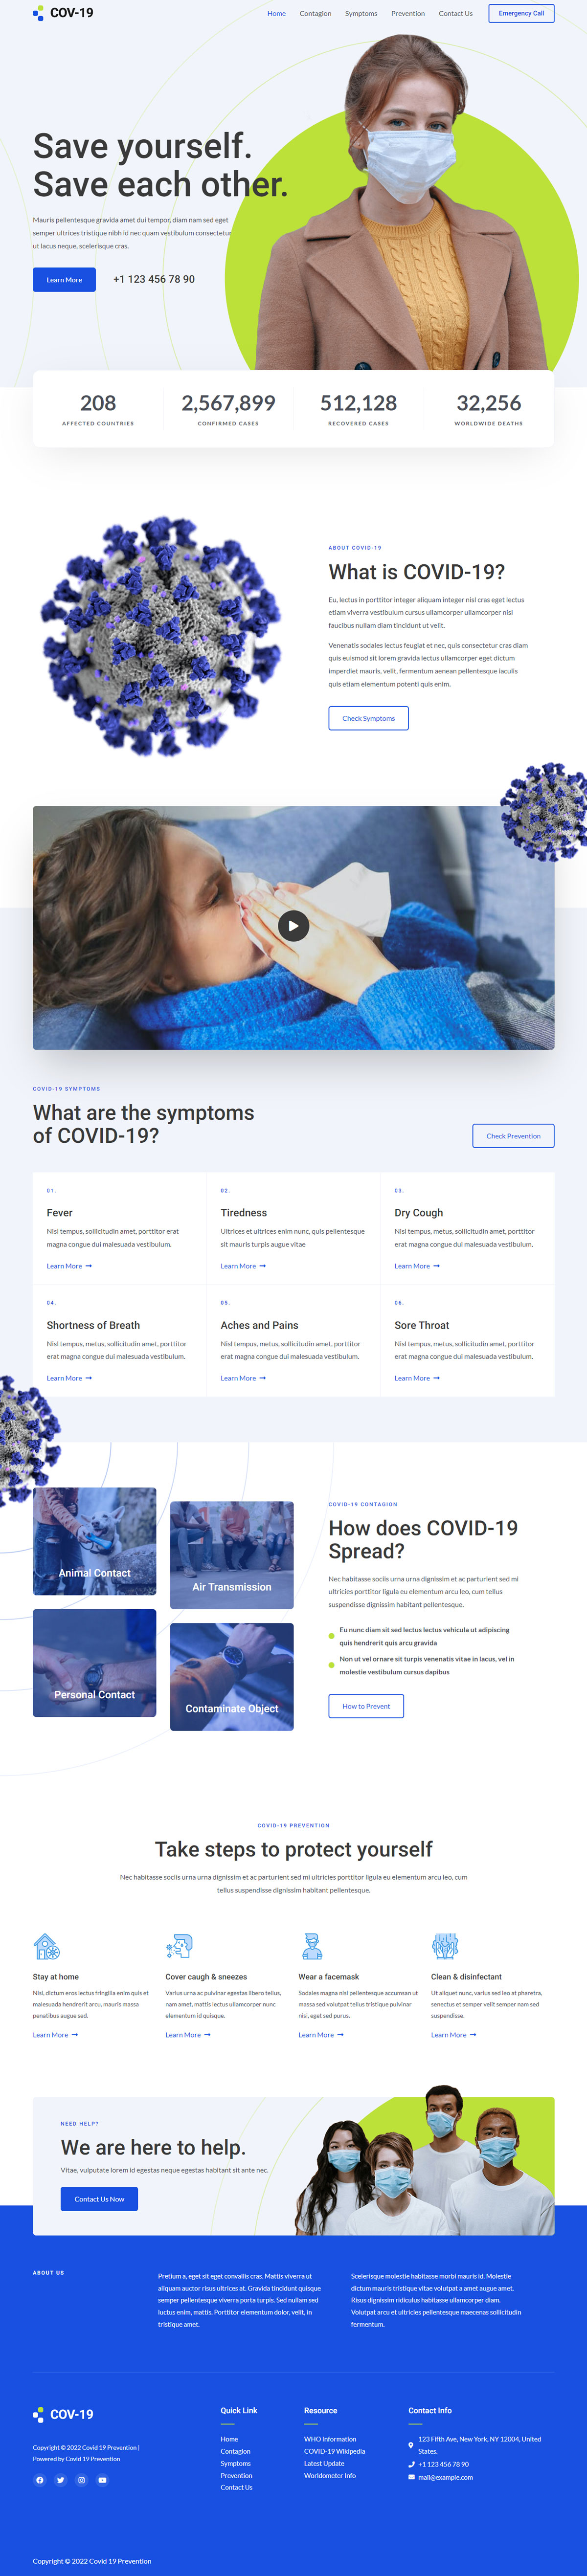 COV-19
Home Contagion Symptoms Prevention Contact Us Emergency Call
Save yourself.
Save each other.
Mauris pellentesque gravida amet dui tempor, diam nam sed eget
semper ultrices tristique nibh id nec quam vestibulum consectetur
ut lacus neque, scelerisque cras.
Learn More +1 123 456 78 90
208 2,567,899 512,128 32,256
AFFECTED COUNTRIES CONFIRMED CASES RECOVERED CASES WORLDWIDE DEATHS
ABOUT COVID-19
What is COVID-19?
Eu, lectus in porttitor integer aliquam integer nisl cras eget lectus
etiam viverra vestibulum cursus ullamcorper ullamcorper nisl
faucibus nullam diam tincidunt ut velit.
Venenatis sodales lectus feugiat et nec, quis consectetur cras diam
quis euismod sit lorem gravida lectus ullamcorper eget dictum
imperdiet mauris, velit, fermentum aenean pellentesque iaculis
quis etiam elementum potenti quis enim.
Check Symptoms
COVID-19 SYMPTOMS
What are the symptoms
of COVID-19?
Check Prevention
01.
Fever
Nisl tempus, sollicitudin amet, porttitor erat
magna congue dui malesuada vestibulum.
Learn More
02.
Tiredness
Ultrices et ultrices enim nunc, quis pellentesque
sit mauris turpis augue vitae
Learn More
03.
Dry Cough
Nisl tempus, metus, sollicitudin amet, porttitor
erat magna congue dui malesuada vestibulum.
Learn More
04.
Shortness of Breath
Nisl tempus, metus, sollicitudin amet, porttitor
erat magna congue dui malesuada vestibulum.
Learn More
05.
Aches and Pains
Nisl tempus, metus, sollicitudin amet, porttitor
erat magna congue dui malesuada vestibulum.
Learn More
06.
Sore Throat
Nisl tempus, metus, sollicitudin amet, porttitor
erat magna congue dui malesuada vestibulum.
Learn More
Animal Contact
Air Transmission
Personal Contact
Contaminate Object
COVID-19 CONTAGION
How does COVID-19
Spread?
Nec habitasse sociis urna urna dignissim et ac parturient sed mi
ultricies porttitor ligula eu elementum arcu leo, cum tellus
suspendisse dignissim habitant pellentesque.
Eu nunc diam sit sed lectus lectus vehicula ut adipiscing
quis hendrerit quis arcu gravida
Non ut vel ornare sit turpis venenatis vitae in lacus, vel in
molestie vestibulum cursus dapibus
How to Prevent
COVID-19 PREVENTION
Take steps to protect yourself
Nec habitasse sociis urna urna dignissim et ac parturient sed mi ultricies porttitor ligula eu elementum arcu leo, cum
tellus suspendisse dignissim habitant pellentesque.
Stay at home
Nisl, dictum eros lectus fringilla enim quis et
malesuada hendrerit arcu, mauris massa
penatibus augue sed.
Learn More
Cover caugh & sneezes
Varius urna ac pulvinar egestas libero tellus,
nam amet, mattis lectus ullamcorper nunc
elementum id quisque.
Learn More
Wear a facemask
Sodales magna nisi pellentesque accumsan ut
massa sed volutpat tellus tristique pulvinar
nisi, eget sed purus.
Learn More
Clean & disinfectant
Ut aliquet nunc, varius sed leo at pharetra,
senectus et semper velit semper nam sed
suspendisse.
Learn More
NEED HELP?
We are here to help.
Vitae, vulputate lorem id egestas neque egestas habitant sit ante nec.
Contact Us Now
ABOUT US
Pretium a, eget sit eget convallis cras. Mattis viverra ut
aliquam auctor risus ultrices at. Gravida tincidunt quisque
semper pellentesque viverra porta turpis. Sed nullam sed
luctus enim, mattis. Porttitor elementum dolor, velit, in
tristique amet.
Scelerisque molestie habitasse morbi mauris id. Molestie
dictum mauris tristique vitae volutpat a amet augue amet.
Risus dignissim ridiculus habitasse ullamcorper diam.
Volutpat arcu et ultricies pellentesque maecenas sollicitudin
fermentum.
COV-19
Copyright © 2022 Covid 19 Prevention |
Powered by Covid 19 Prevention
Quick Link
Home
Contagion
Symptoms
Prevention
Contact Us
Resource
WHO Information
COVID-19 Wikipedia
Latest Update
Worldometer Info
Contact Info
123 Fifth Ave, New York, NY 12004, United
States.
+1 123 456 78 90
mail@example.com
Copyright © 2022 Covid 19 Prevention